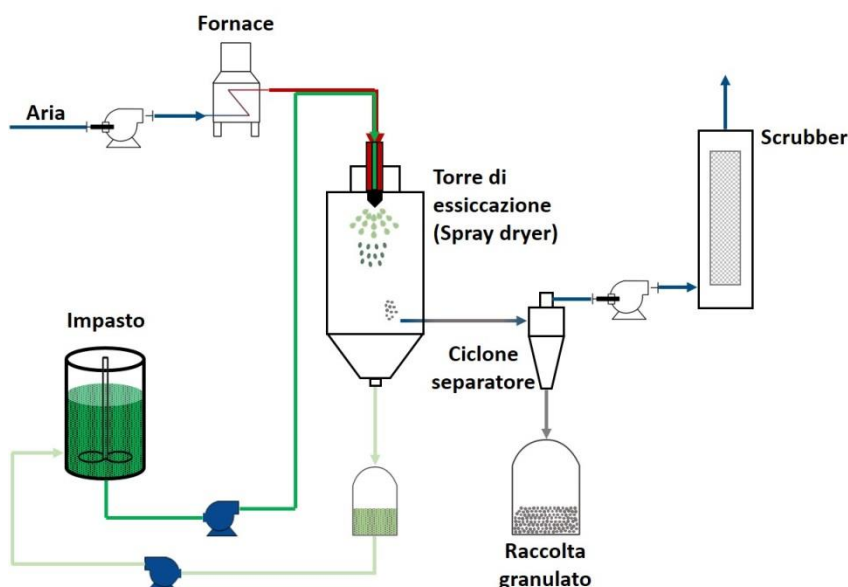 Fornace
Aria
Scrubber
Torre di
essiccazione
(Spray dryer)
Impasto
Ciclone
separatore
Raccolta
granulato